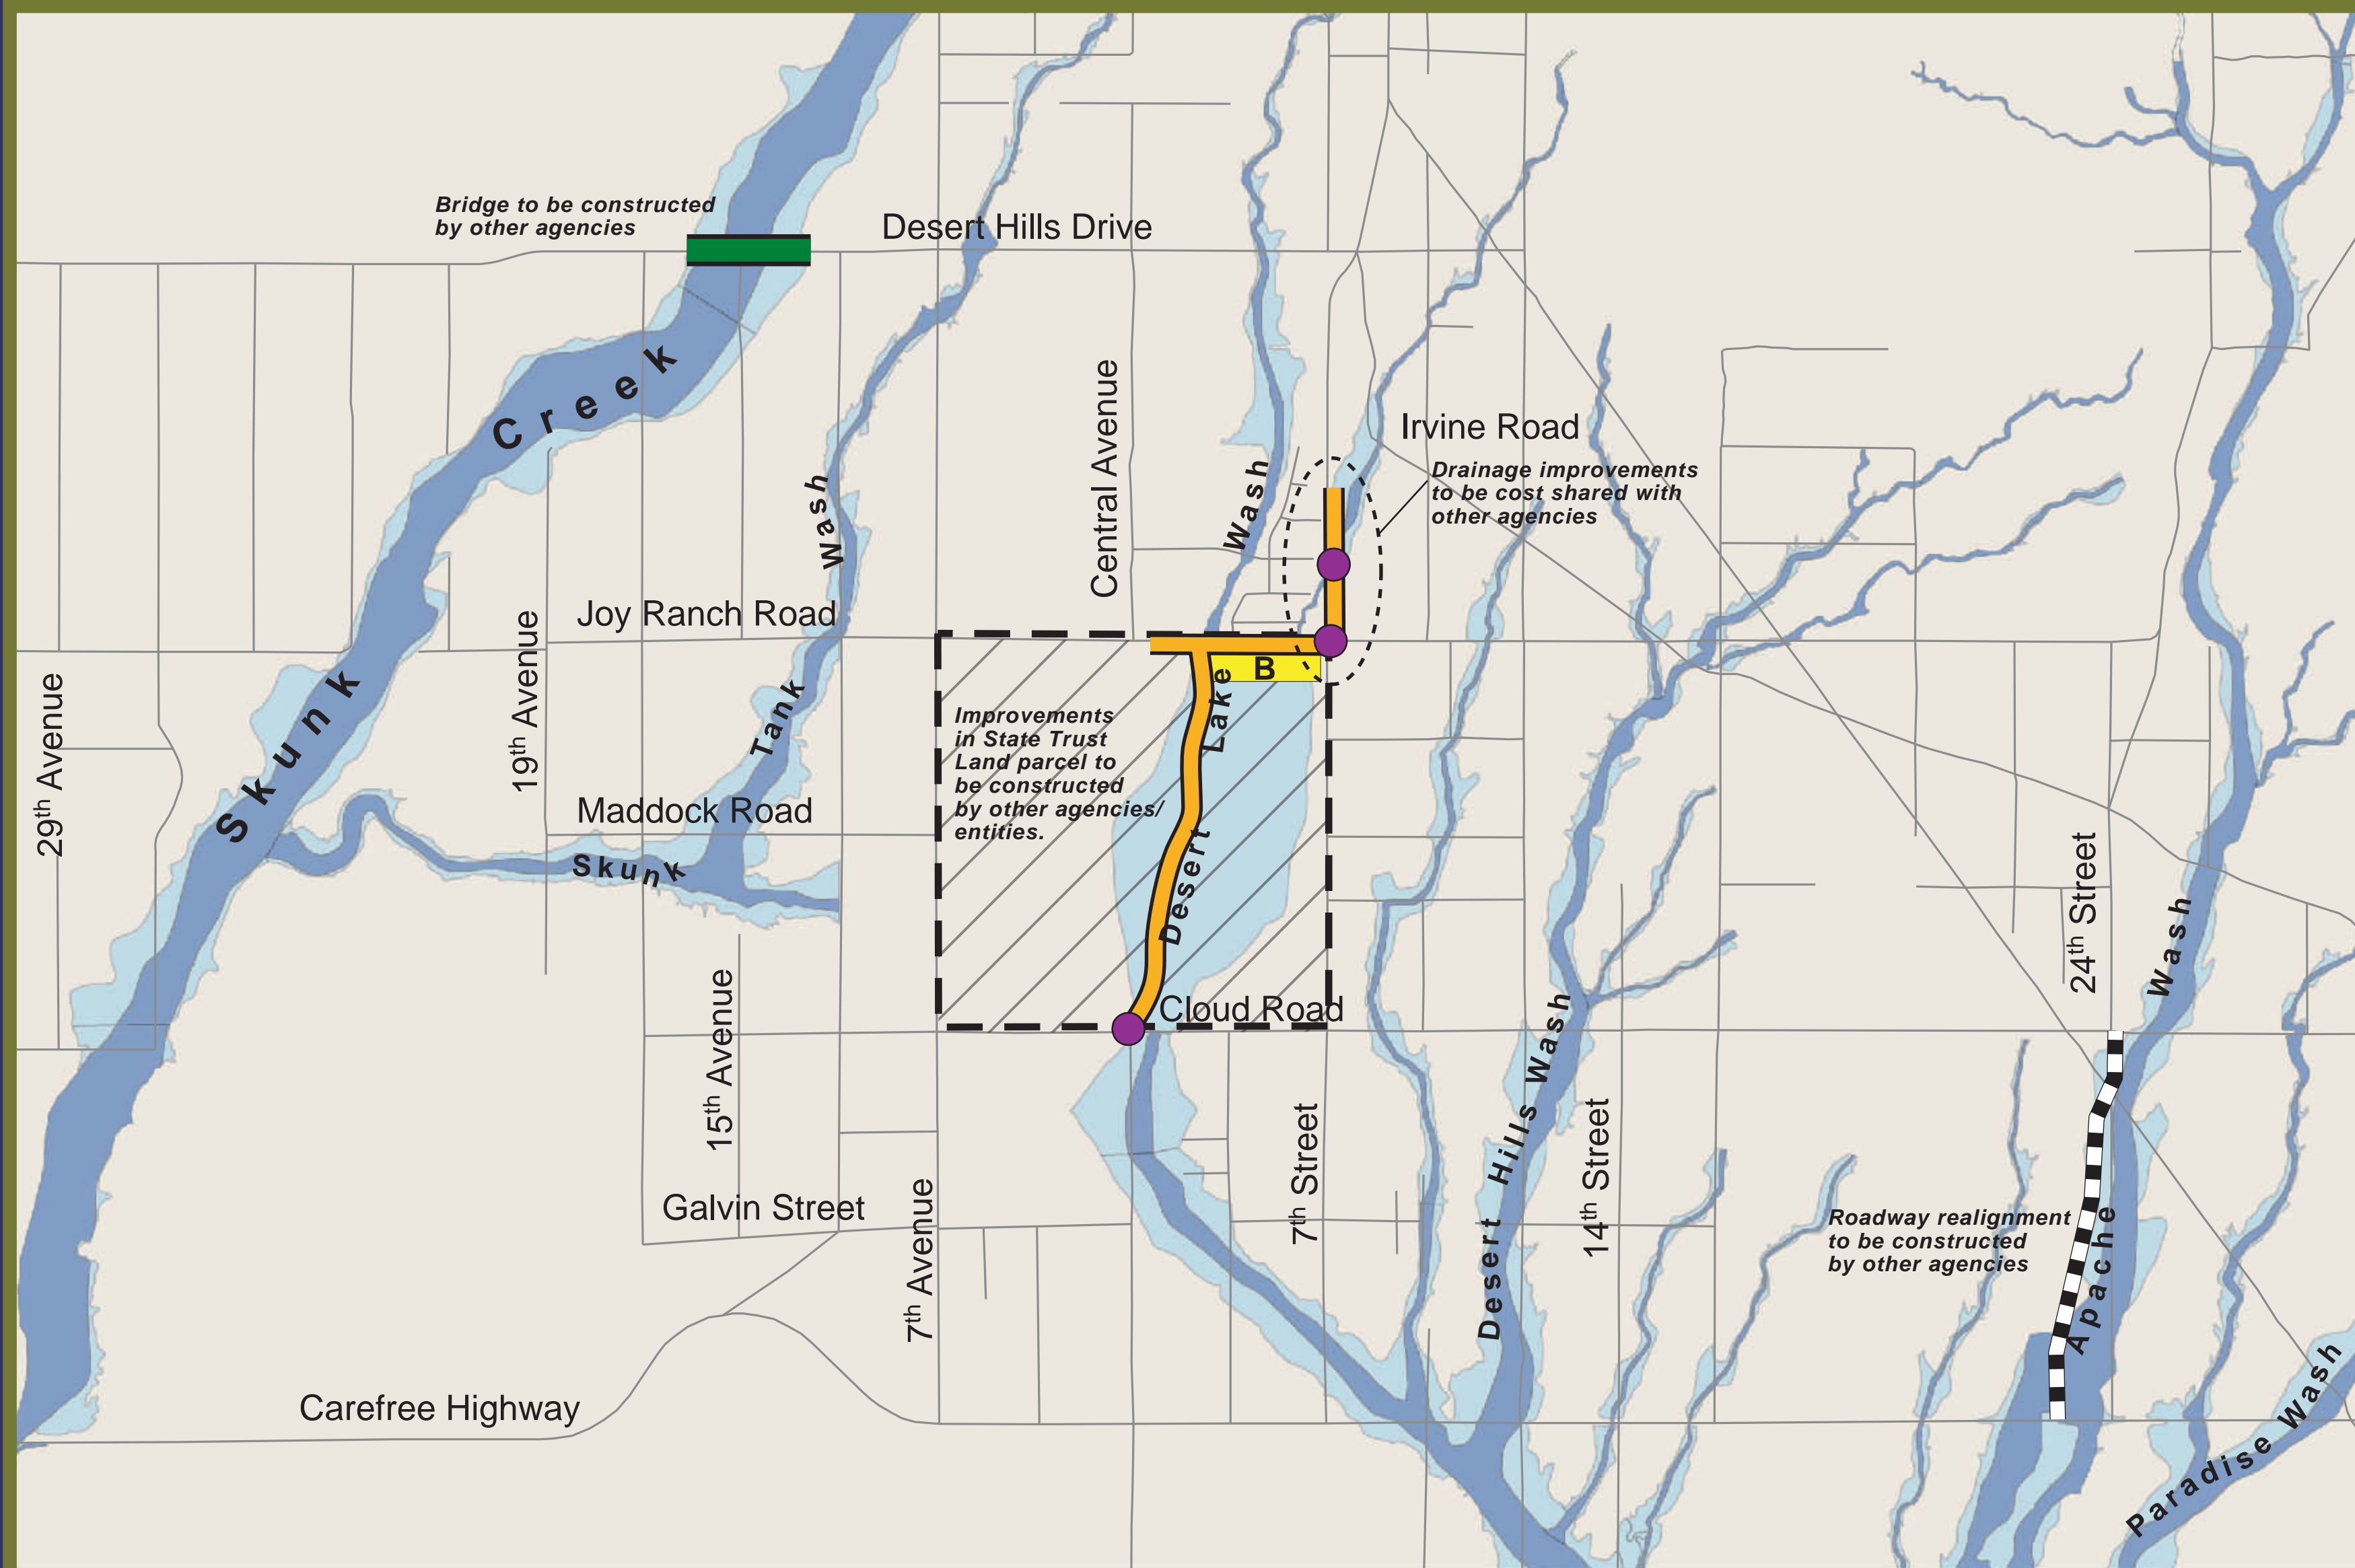 Bridge to be constructed
by other agencies
Desert Hills Drive
Creek
Central Avenue
Irvine Road
Wash
Wash
Drainage improvements
to be cost shared with
other agencies
Joy Ranch Road
19th Avenue
29th Avenue
Skunk
B
Tank
Lake
Improvements
in State Trust
Land parcel to
be constructed
by other agencies/
entities.
Maddock Road
Skunk
Desert
24th Street
Wash
15th Avenue
Cloud Road
Desert Hills Wash
7th Street
14th Street
7th Avenue
Galvin Street
Roadway realignment
to be constructed
by other agencies
Apache
Carefree Highway
Paradise Wash